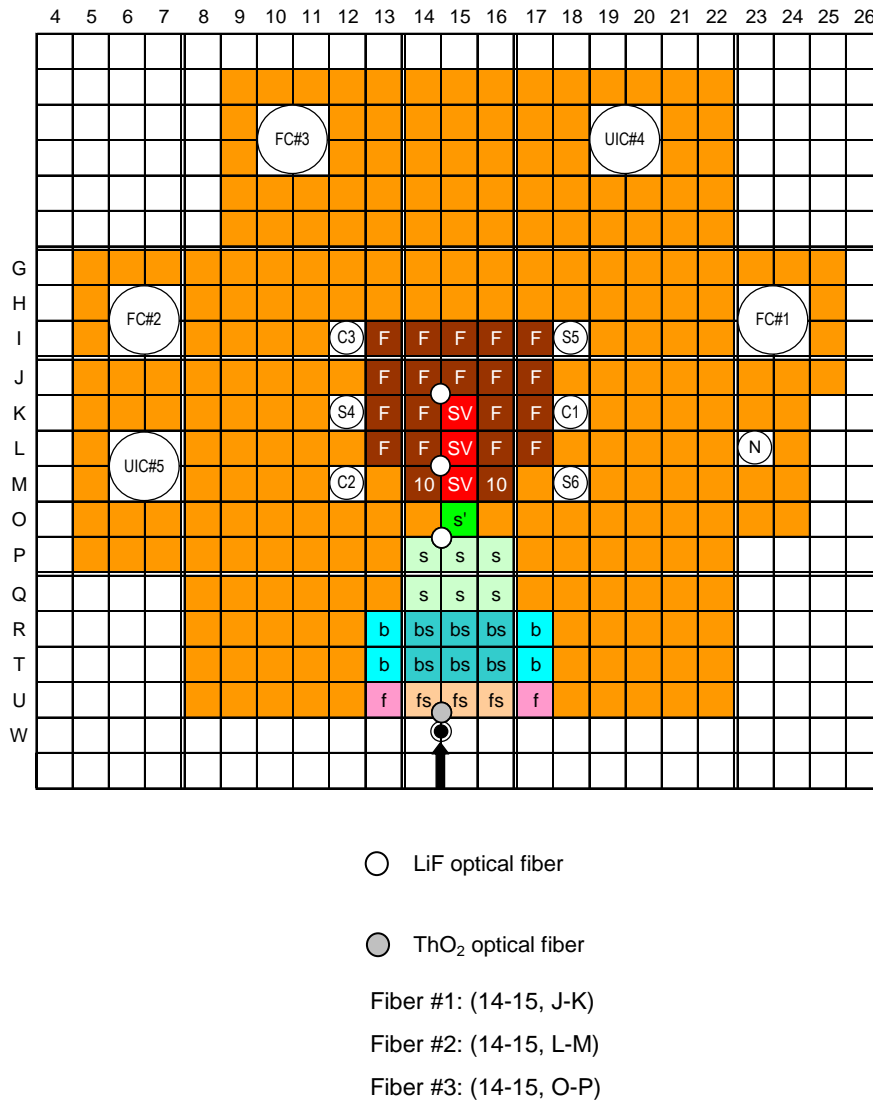 4 5 6 7 8 9 10 11 12 13 14 15 16 17 18 19 20 21 22 23 24 25 26
FC#3 UIC#4
G
H
FC#2 FC#1
I C3 F F F F F S5
J F F F F F
K S4 F F SV F F C1
L F F SV F F N
UIC#5
M C2 10 SV 10 S6
O s'
P s s s
Q s s s
R b bs bs bs b
T b bs bs bs b
U f fs fs fs f
W
LiF optical fiber
ThO₂ optical fiber
Fiber #1: (14-15, J-K)
Fiber #2: (14-15, L-M)
Fiber #3: (14-15, O-P)